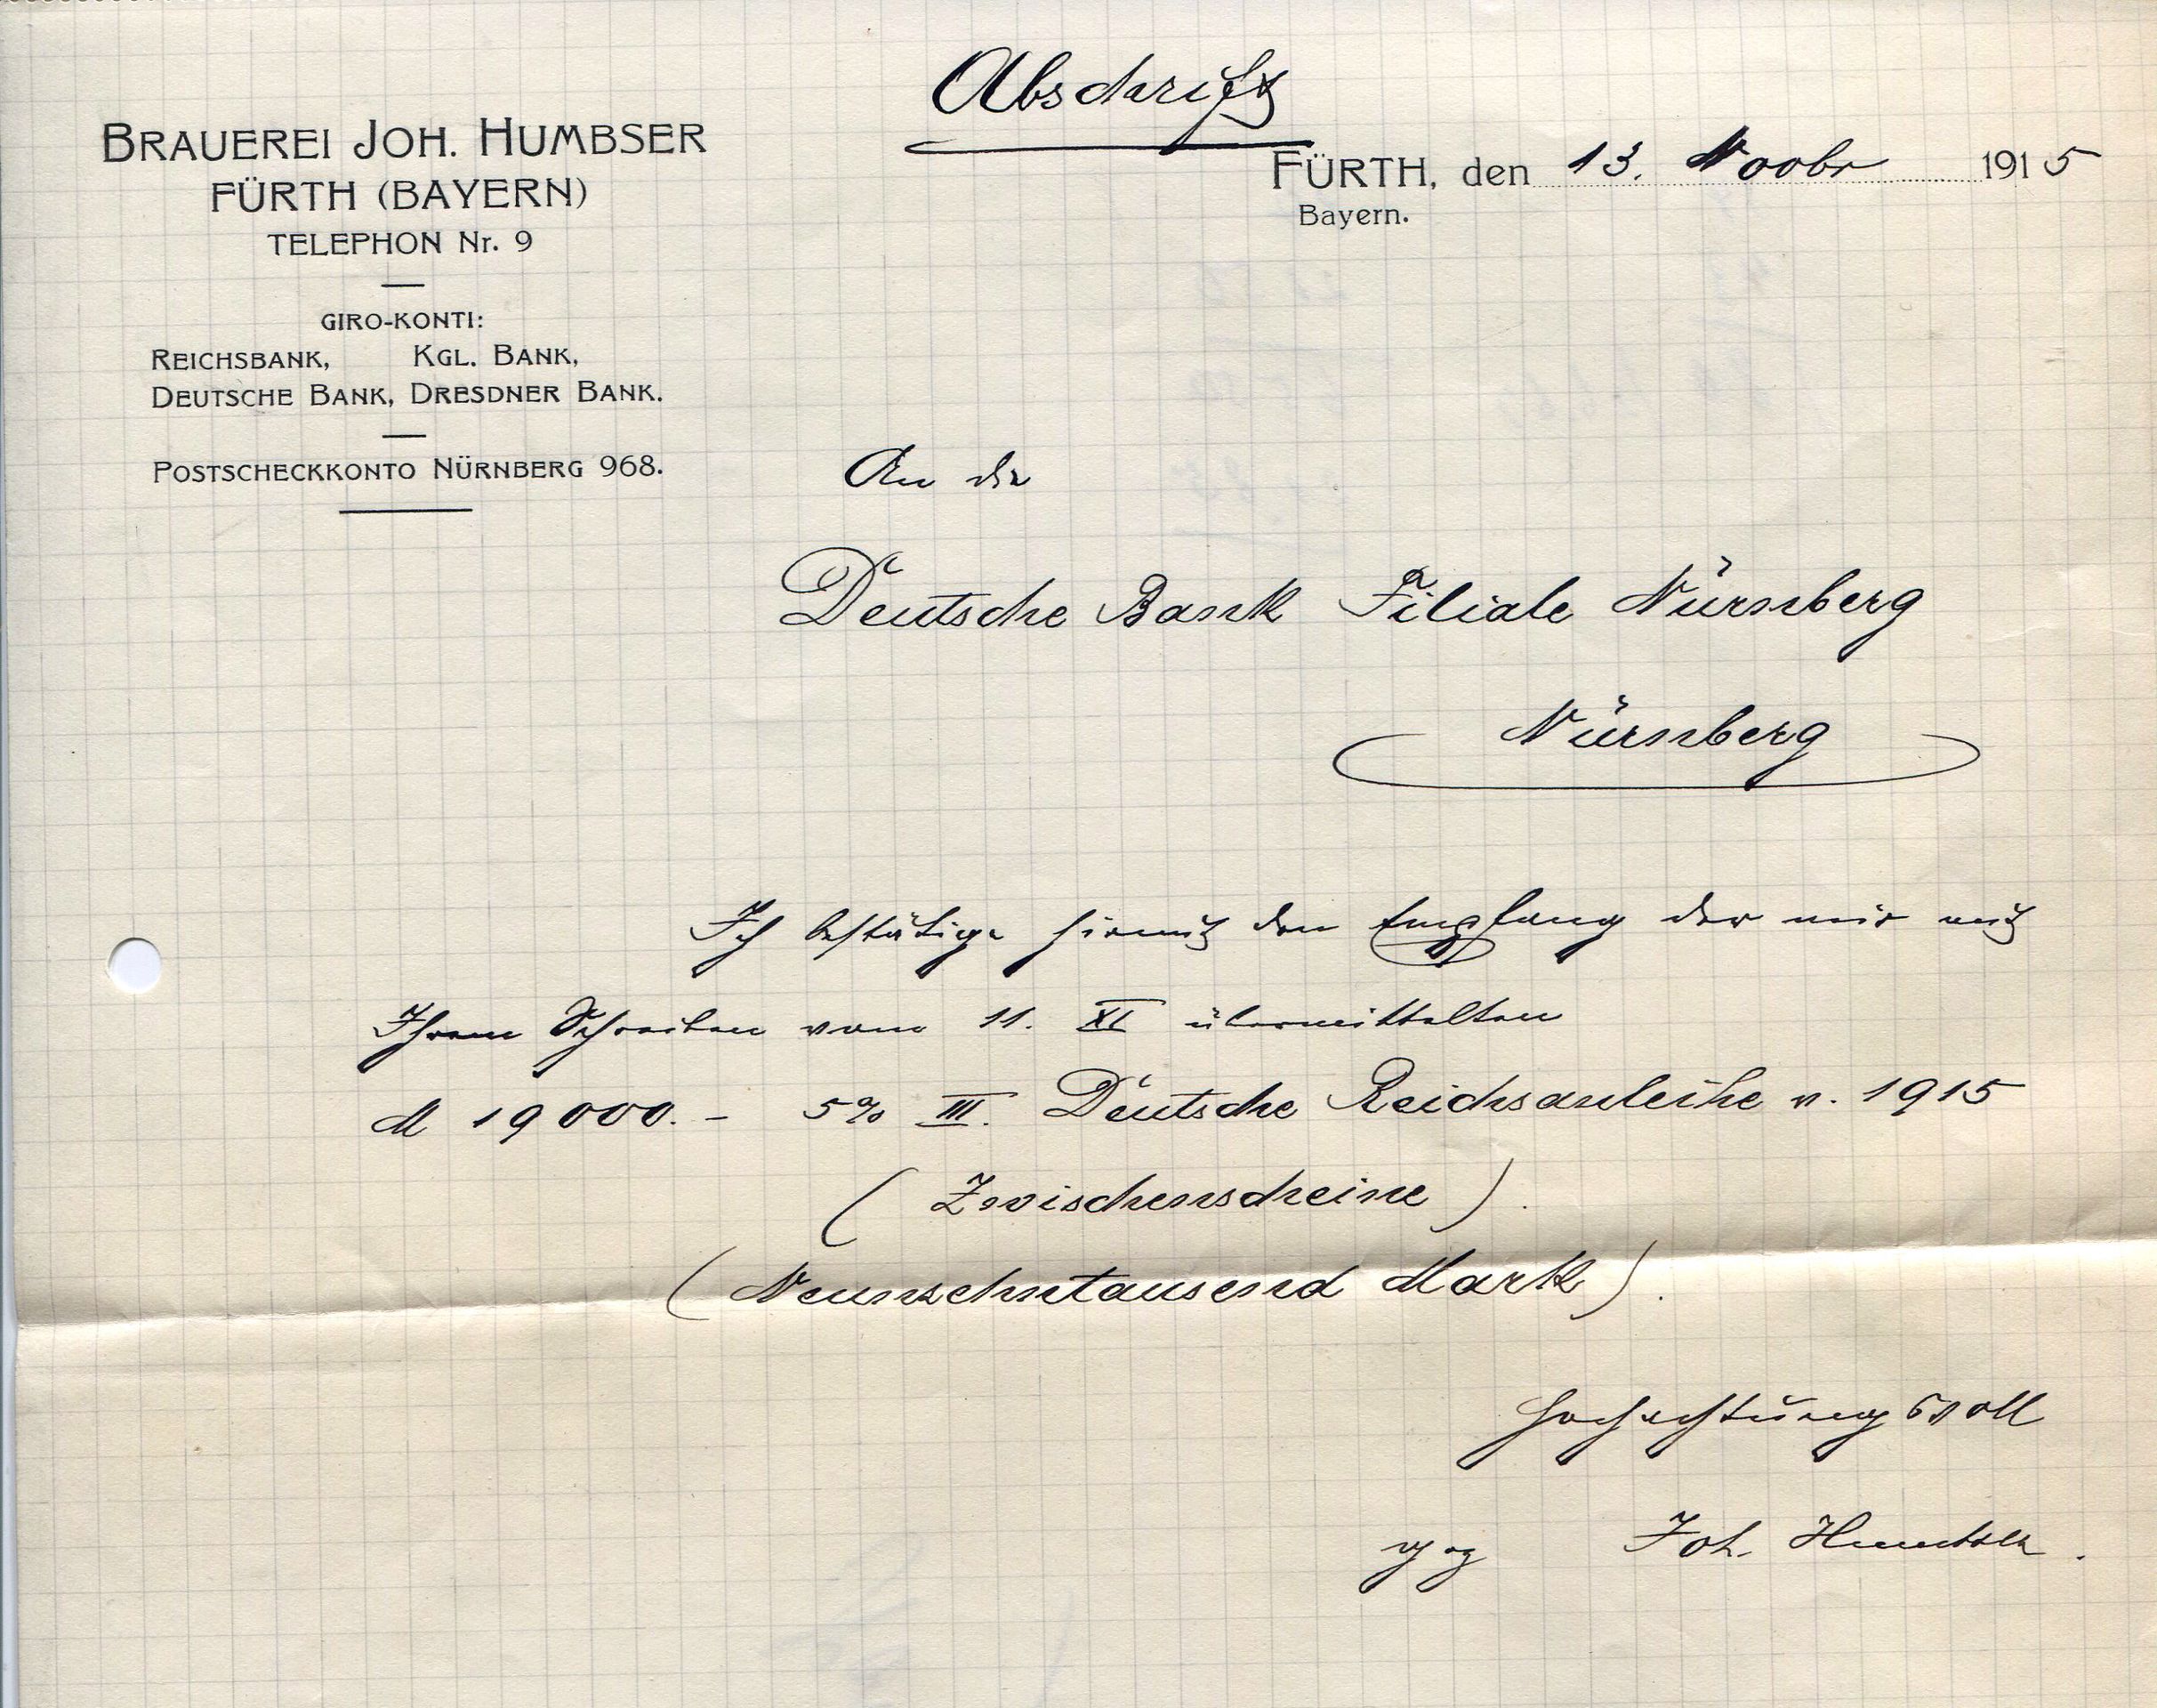 Abschrift
BRAUEREI JOH. HUMBSER
FÜRTH (BAYERN)
TELEPHON Nr. 9
GIRO-KONTI:
REICHSBANK, KGL. BANK,
DEUTSCHE BANK, DRESDNER BANK.
POSTSCHECKKONTO NÜRNBERG 968.
FÜRTH, den 13. Novbr 1915
Bayern.
An die
Deutsche Bank Filiale Nürnberg
Nürnberg
Ich bestätige hiermit den Empfang der mir mit
Ihrem Schreiben vom 11. XI übermittelten
M 19000.- 5% III. Deutsche Reichsanleihe v. 1915
(Zwischenscheine).
(Neunzehntausend Mark).
Hochachtungsvoll
gez Joh. Humbser.